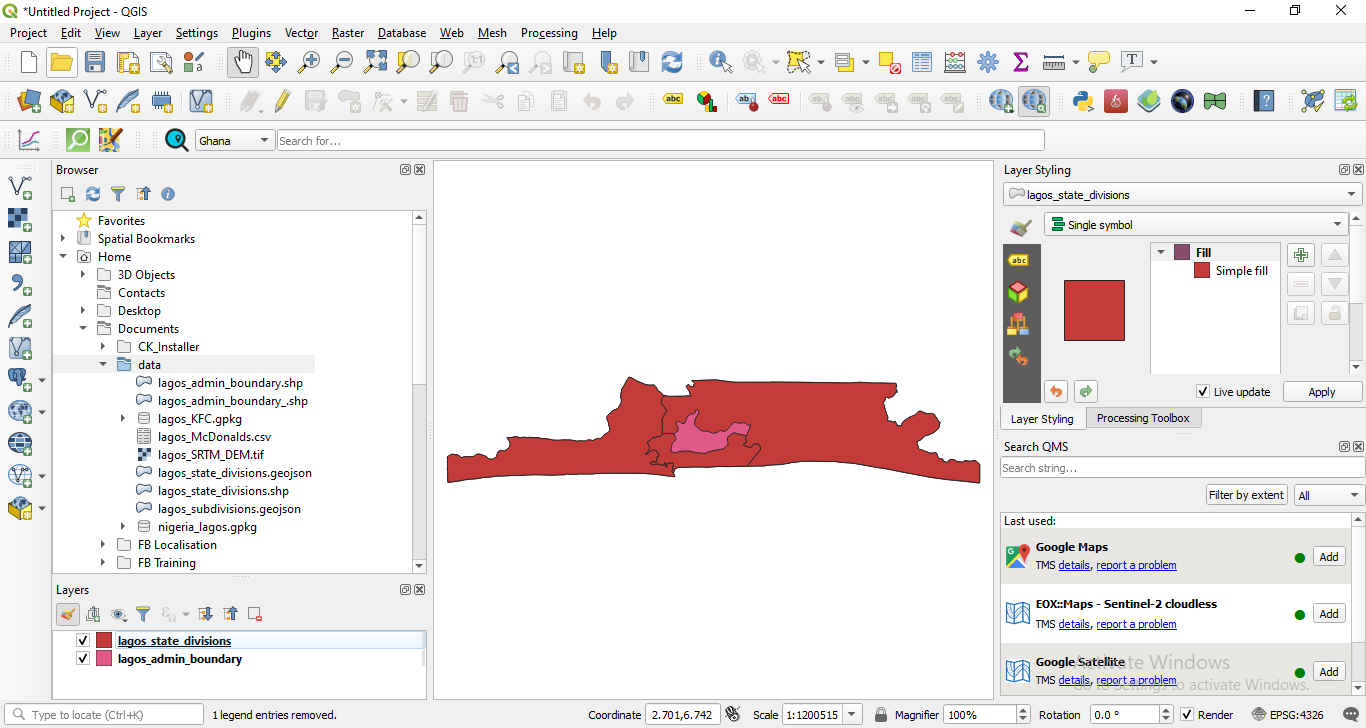 *Untitled Project - QGIS
Project Edit View Layer Settings Plugins Vector Raster Database Web Mesh Processing Help
Ghana Search for...
Browser
Favorites
Spatial Bookmarks
Home
3D Objects
Contacts
Desktop
Documents
CK_Installer
data
lagos_admin_boundary.shp
lagos_admin_boundary_.shp
lagos_KFC.gpkg
lagos_McDonalds.csv
lagos_SRTM_DEM.tif
lagos_state_divisions.geojson
lagos_state_divisions.shp
lagos_subdivisions.geojson
nigeria_lagos.gpkg
FB Localisation
FB Training
Layers
lagos_state_divisions
lagos_admin_boundary
Layer Styling
lagos_state_divisions
Single symbol
Fill
Simple fill
Live update Apply
Layer Styling Processing Toolbox
Search QMS
Search string...
Filter by extent All
Last used:
Google Maps
TMS details, report a problem
Add
EOX::Maps - Sentinel-2 cloudless
TMS details, report a problem
Add
Google Satellite
TMS details, report a problem
Add
Activate Windows
Go to Settings to activate Windows.
Type to locate (Ctrl+K) 1 legend entries removed. Coordinate 2.701,6.742 Scale 1:1200515 Magnifier 100% Rotation 0.0 ° Render EPSG:4326